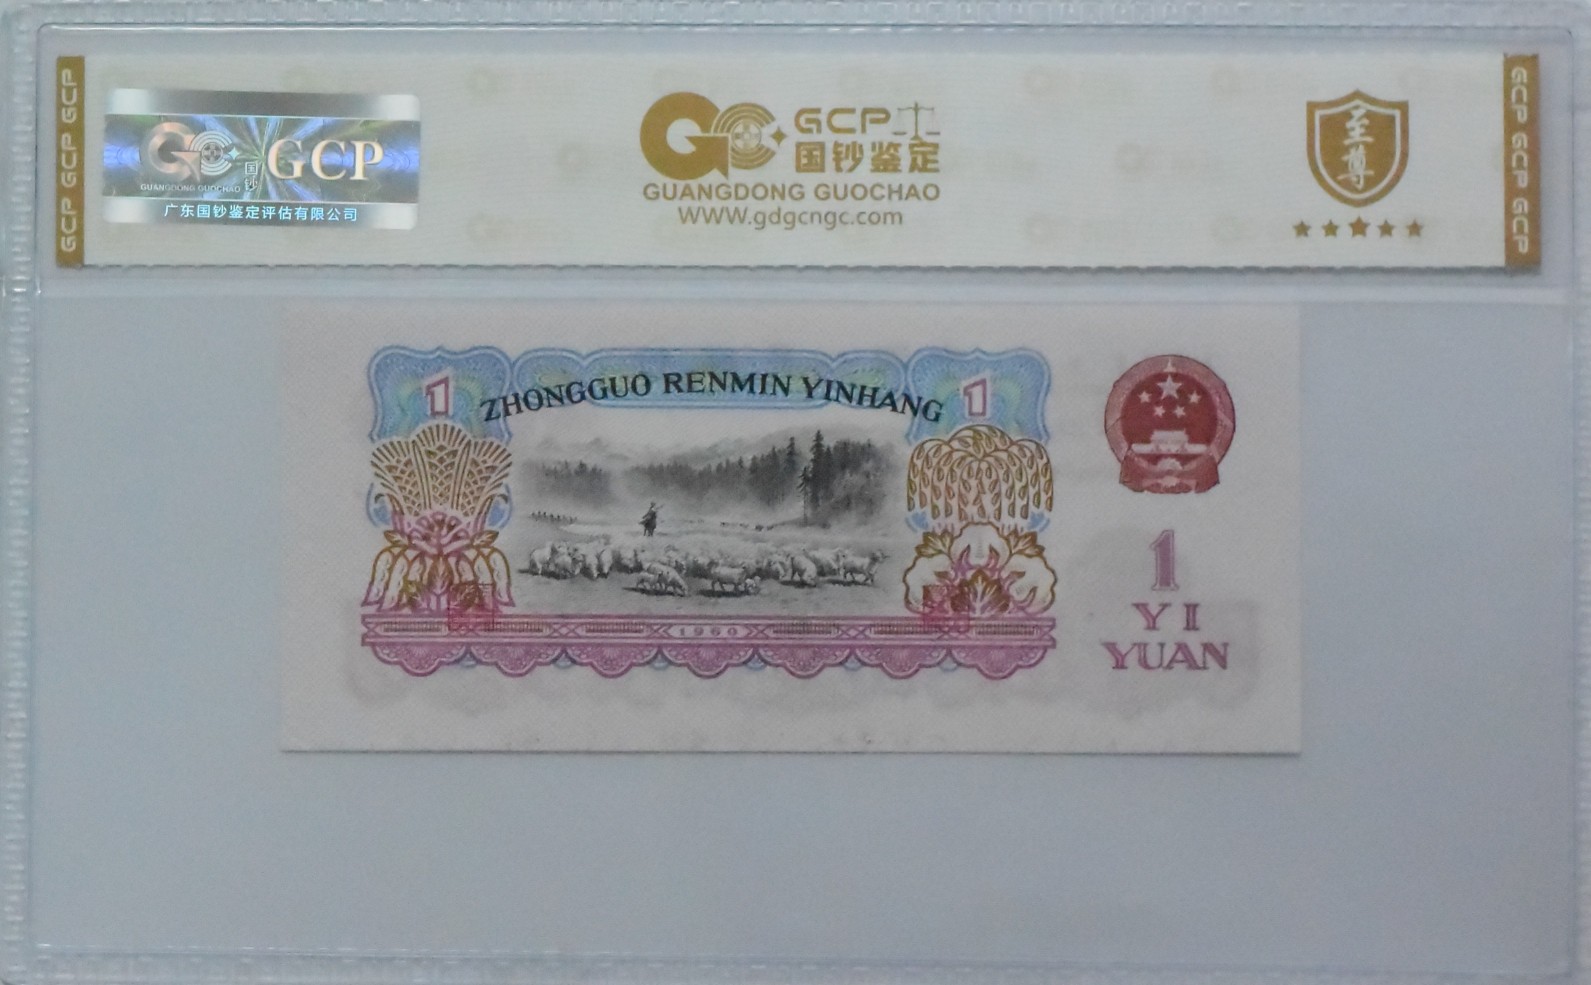 GCP GCP GCP
GUANGDONG GUOCHAO
国钞
GCP
广东国钞鉴定评估有限公司
GCP
国钞鉴定
GUANGDONG GUOCHAO
WWW.gdgcngc.com
至尊
GCP GCP GCP
1
ZHONGGUO RENMIN YINHANG
1
1960
1
YI
YUAN